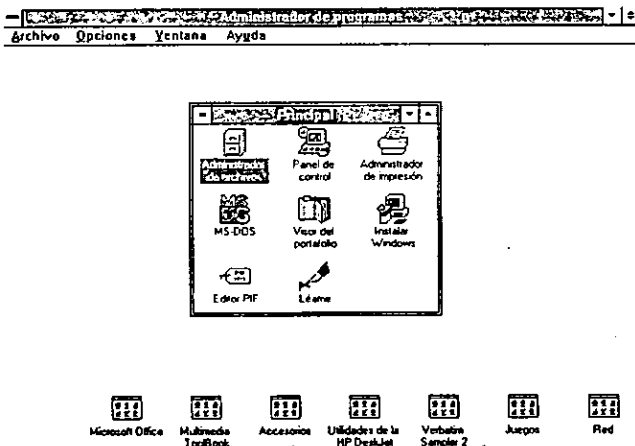 Administrador de programas
Archivo Opciones Ventana Ayuda
Principal
Administrador de archivos
Panel de control
Administrador de impresión
MS-DOS
Visor del portafolio
Instalar Windows
Editor PIF
Léame
Microsoft Office
Multimedia ToolBook
Accesorios
Utilidades de la HP DeskJet
Verbatim Sampler 2
Juegos
Red